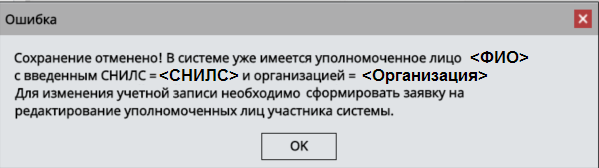 Ошибка
Сохранение отменено! В системе уже имеется уполномоченное лицо <ФИО>
с введенным СНИЛС = <СНИЛС> и организацией = <Организация>
Для изменения учетной записи необходимо сформировать заявку на
редактирование уполномоченных лиц участника системы.
OK